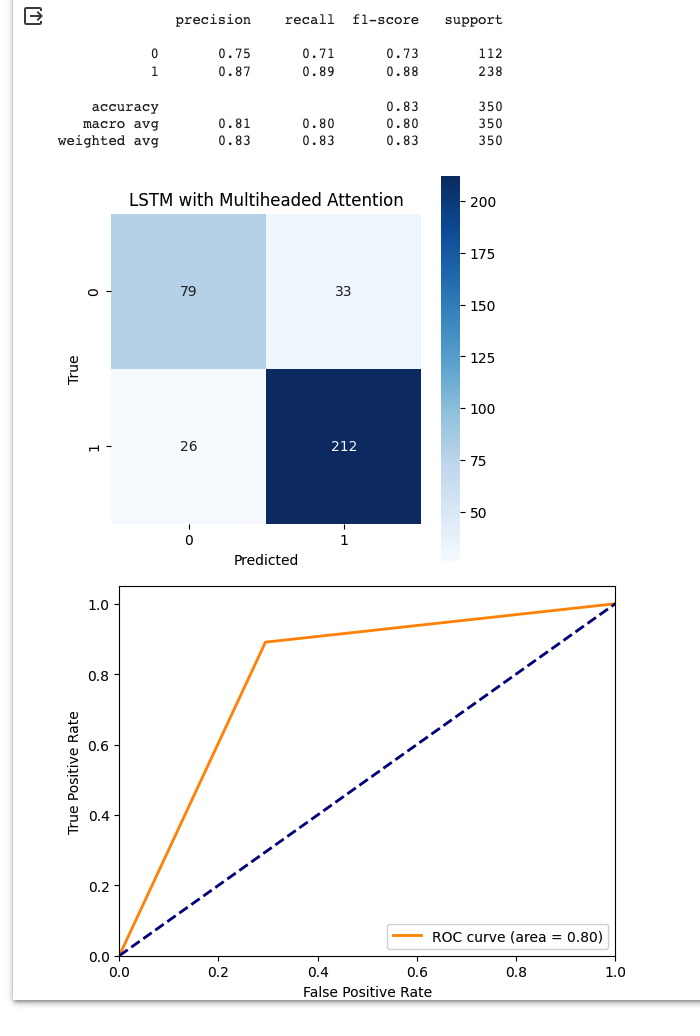 precision recall f1-score support
0 0.75 0.71 0.73 112
1 0.87 0.89 0.88 238
accuracy 0.83 350
macro avg 0.81 0.80 0.80 350
weighted avg 0.83 0.83 0.83 350
LSTM with Multiheaded Attention
True
0
1
79 33
26 212
0 1
Predicted
200
175
150
125
100
75
50
True Positive Rate
1.0
0.8
0.6
0.4
0.2
0.0
ROC curve (area = 0.80)
0.0 0.2 0.4 0.6 0.8 1.0
False Positive Rate